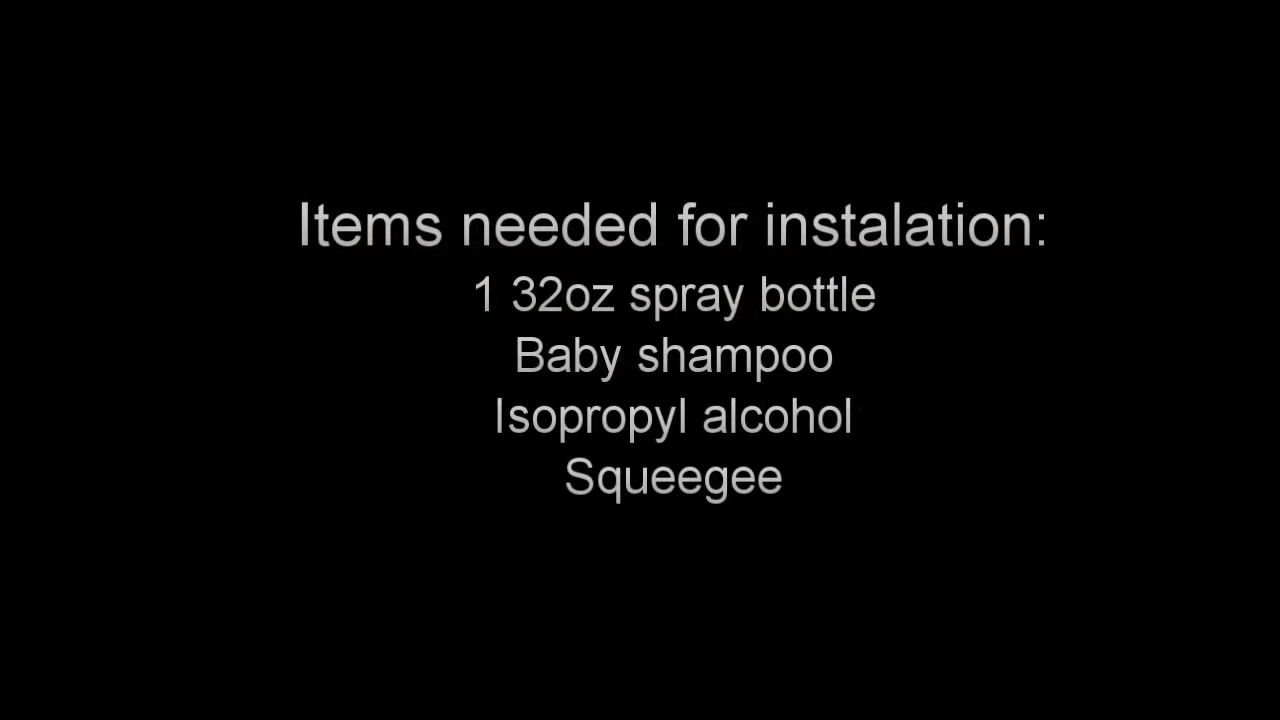 Items needed for instalation:
1 32oz spray bottle
Baby shampoo
Isopropyl alcohol
Squeegee